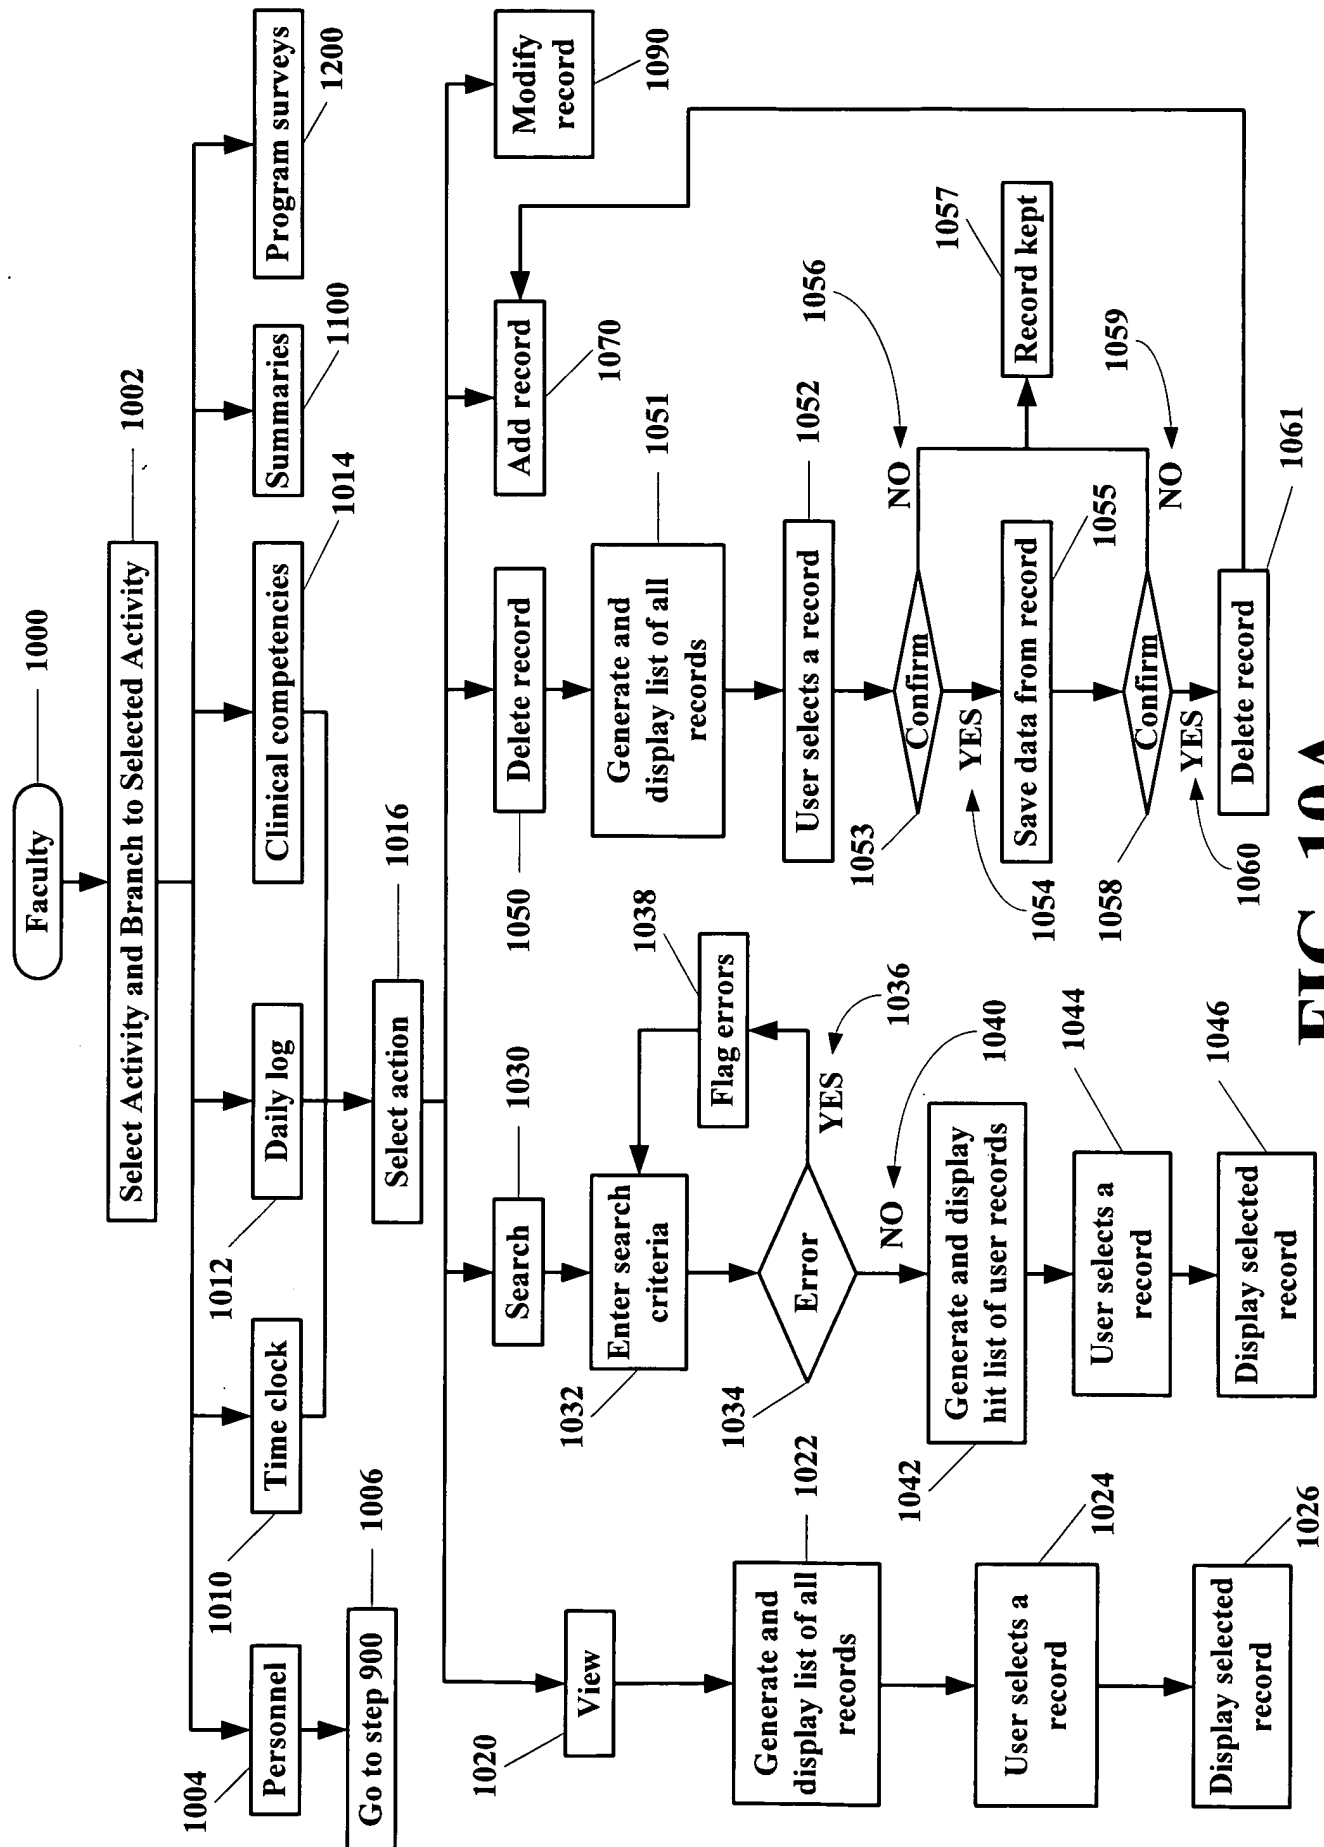 Faculty
1000
Select Activity and Branch to Selected Activity
1002
1004
Personnel
1010
Time clock
1012
Daily log
Clinical competencies
1014
Summaries
1100
Program surveys
1200
Go to step 900
1006
Select action
1016
1020
View
Search
1030
1050
Delete record
Add record
1070
Modify
record
1090
Generate and
display list of all
records
1022
User selects a
record
1024
Display selected
record
1026
1032
Enter search
criteria
Flag errors
1038
1034
Error
YES
1036
NO
1040
1042
Generate and display
hit list of user records
User selects a
record
1044
Display selected
record
1046
Generate and
display list of all
records
1051
User selects a record
1052
1053
Confirm
NO
1056
YES
1054
Save data from record
1055
Record kept
1057
1058
Confirm
NO
1059
YES
1060
Delete record
1061
FIG. 10A